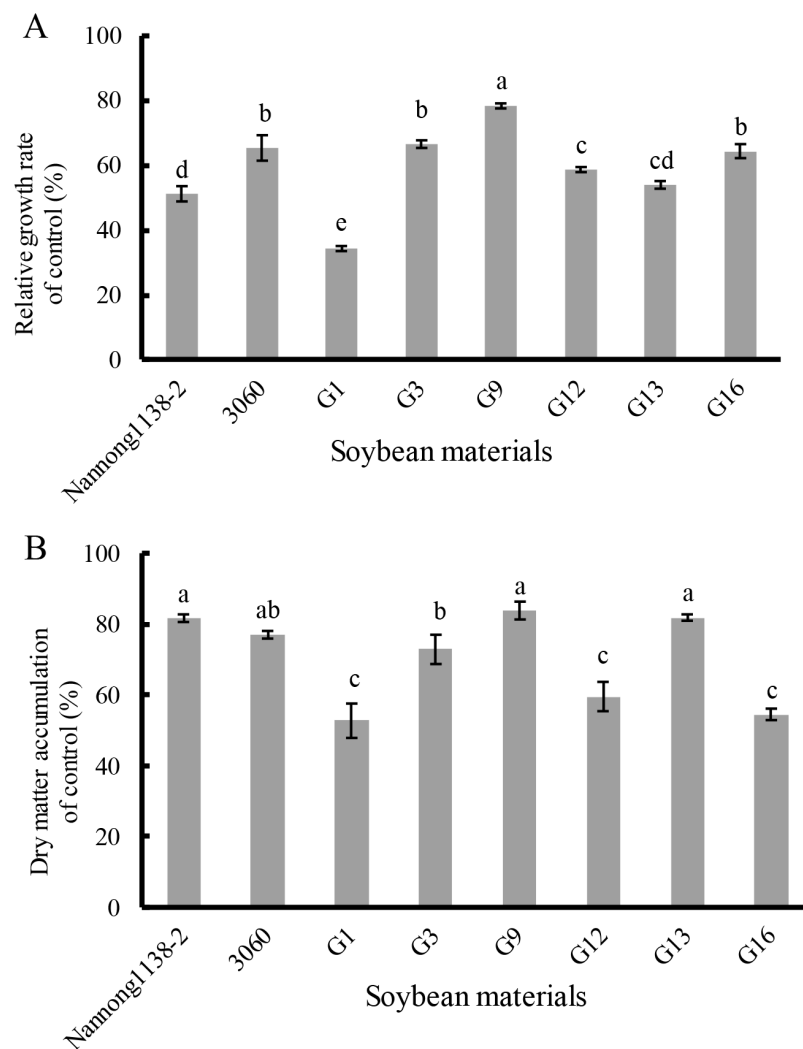 A
100
80
60
40
20
0
Relative growth rate
of control (%)
d
b
e
b
a
c
cd
b
Nannong1138-2
3060
G1
G3
G9
G12
G13
G16
Soybean materials
B
100
80
60
40
20
0
Dry matter accumulation
of control (%)
a
ab
c
b
a
c
a
c
Nannong1138-2
3060
G1
G3
G9
G12
G13
G16
Soybean materials